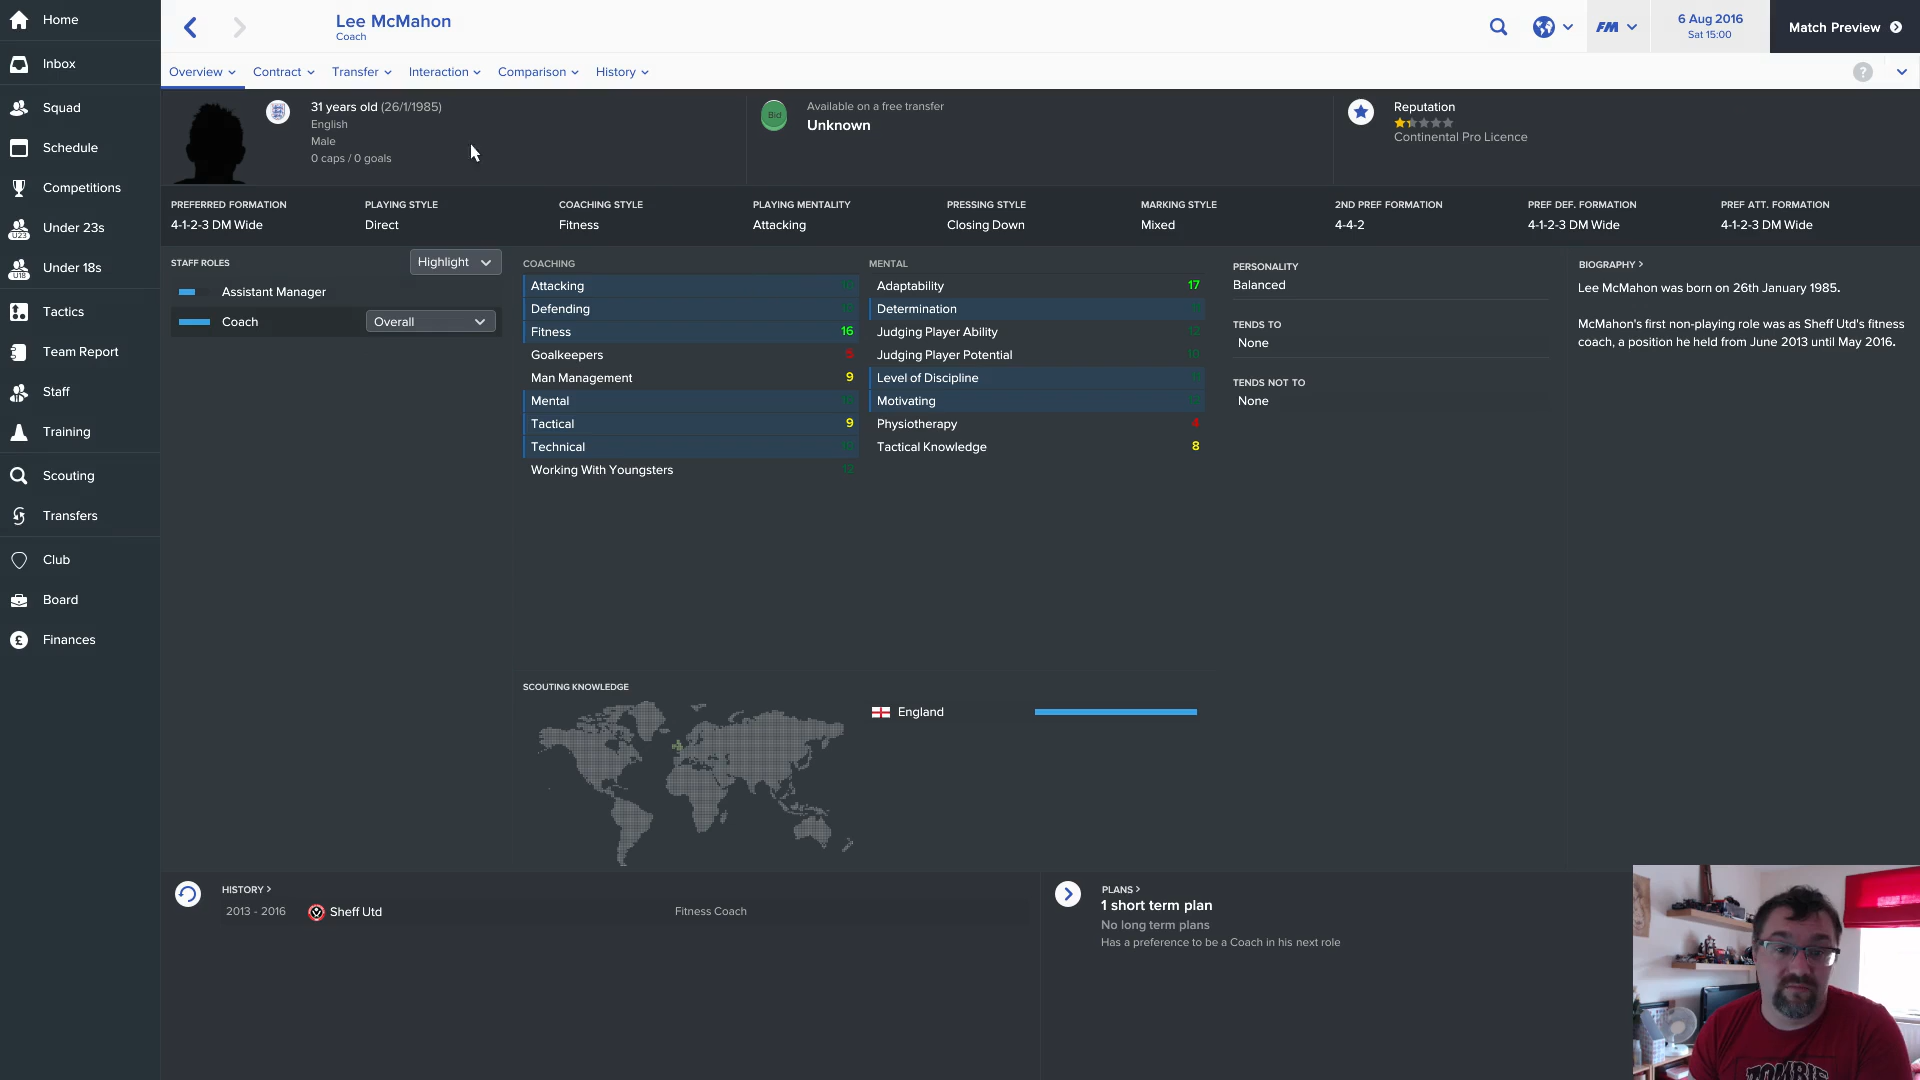 Home
Inbox
Squad
Schedule
Competitions
Under 23s
U23
Under 18s
U18
Tactics
Team Report
Staff
Training
Scouting
Transfers
Club
Board
Finances
Lee McMahon
Coach
FM
6 Aug 2016
Sat 15:00
Match Preview
Overview
Contract
Transfer
Interaction
Comparison
History
?
31 years old (26/1/1985)
English
Male
0 caps / 0 goals
Bid
Available on a free transfer
Unknown
Reputation
Continental Pro Licence
PREFERRED FORMATION
4-1-2-3 DM Wide
PLAYING STYLE
Direct
COACHING STYLE
Fitness
PLAYING MENTALITY
Attacking
PRESSING STYLE
Closing Down
MARKING STYLE
Mixed
2ND PREF FORMATION
4-4-2
PREF DEF. FORMATION
4-1-2-3 DM Wide
PREF ATT. FORMATION
4-1-2-3 DM Wide
STAFF ROLES
Highlight
Assistant Manager
Coach
Overall
COACHING
Attacking
Defending
Fitness 16
Goalkeepers 5
Man Management 9
Mental
Tactical 9
Technical
Working With Youngsters 12
MENTAL
Adaptability 17
Determination
Judging Player Ability 12
Judging Player Potential 10
Level of Discipline
Motivating
Physiotherapy 4
Tactical Knowledge 8
PERSONALITY
Balanced
TENDS TO
None
TENDS NOT TO
None
BIOGRAPHY >
Lee McMahon was born on 26th January 1985.
McMahon's first non-playing role was as Sheff Utd's fitness
coach, a position he held from June 2013 until May 2016.
SCOUTING KNOWLEDGE
England
HISTORY >
2013 - 2016 Sheff Utd Fitness Coach
PLANS >
1 short term plan
No long term plans
Has a preference to be a Coach in his next role
ZOMBIE